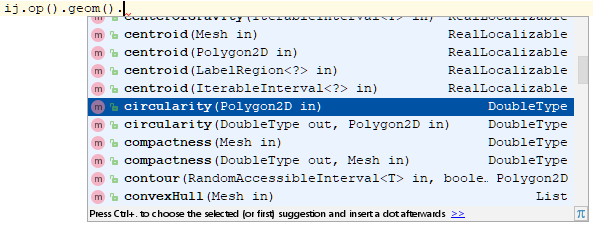 ij.op().geom().
centerOfGravity(IterableInterval<T> in) RealLocalizable
centroid(Mesh in) RealLocalizable
centroid(Polygon2D in) RealLocalizable
centroid(LabelRegion<?> in) RealLocalizable
centroid(IterableInterval<?> in) RealLocalizable
circularity(Polygon2D in) DoubleType
circularity(DoubleType out, Polygon2D in) DoubleType
compactness(Mesh in) DoubleType
compactness(DoubleType out, Mesh in) DoubleType
contour(RandomAccessibleInterval<T> in, boole… Polygon2D
convexHull(Mesh in) List
Press Ctrl+. to choose the selected (or first) suggestion and insert a dot afterwards >> π